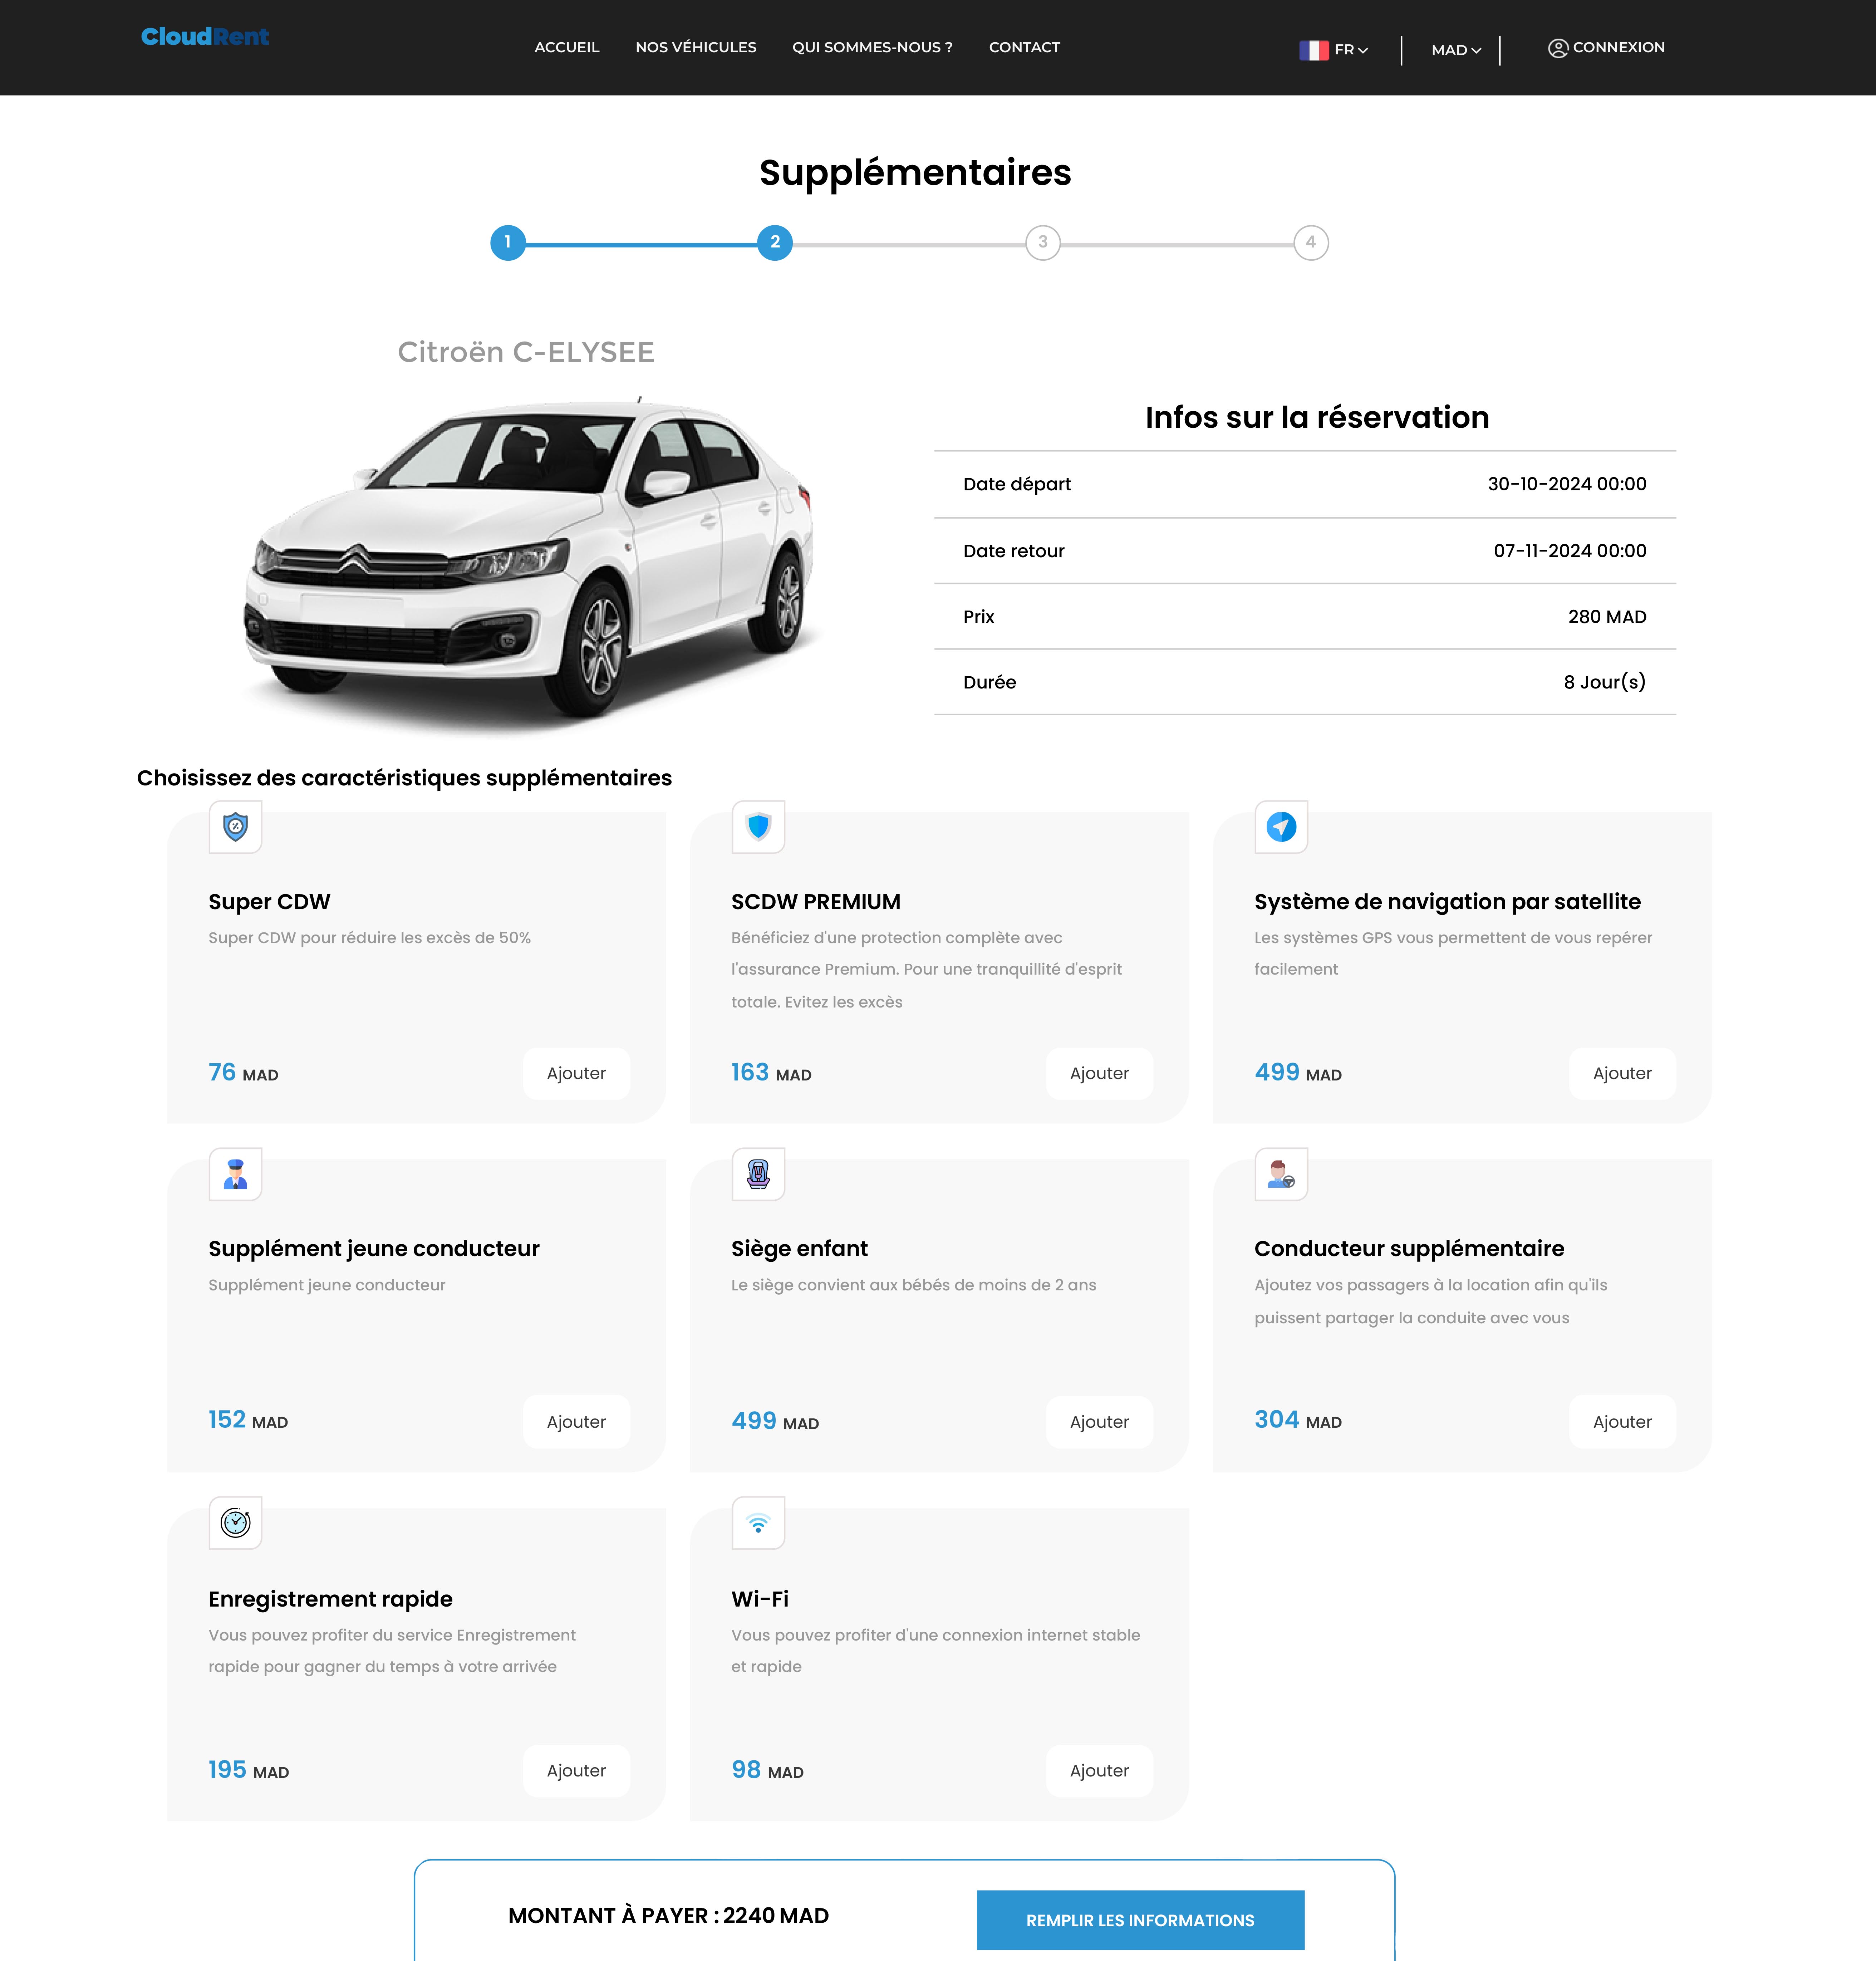 CloudRent
ACCUEIL NOS VÉHICULES QUI SOMMES-NOUS ? CONTACT FR MAD CONNEXION
Supplémentaires
1 2 3 4
Citroën C-ELYSEE
Infos sur la réservation
Date départ 30-10-2024 00:00
Date retour 07-11-2024 00:00
Prix 280 MAD
Durée 8 Jour(s)
Choisissez des caractéristiques supplémentaires
Super CDW
Super CDW pour réduire les excès de 50%
76 MAD Ajouter
SCDW PREMIUM
Bénéficiez d'une protection complète avec
l'assurance Premium. Pour une tranquillité d'esprit
totale. Evitez les excès
163 MAD Ajouter
Système de navigation par satellite
Les systèmes GPS vous permettent de vous repérer
facilement
499 MAD Ajouter
Supplément jeune conducteur
Supplément jeune conducteur
152 MAD Ajouter
Siège enfant
Le siège convient aux bébés de moins de 2 ans
499 MAD Ajouter
Conducteur supplémentaire
Ajoutez vos passagers à la location afin qu'ils
puissent partager la conduite avec vous
304 MAD Ajouter
Enregistrement rapide
Vous pouvez profiter du service Enregistrement
rapide pour gagner du temps à votre arrivée
195 MAD Ajouter
Wi-Fi
Vous pouvez profiter d'une connexion internet stable
et rapide
98 MAD Ajouter
MONTANT À PAYER : 2240 MAD
REMPLIR LES INFORMATIONS